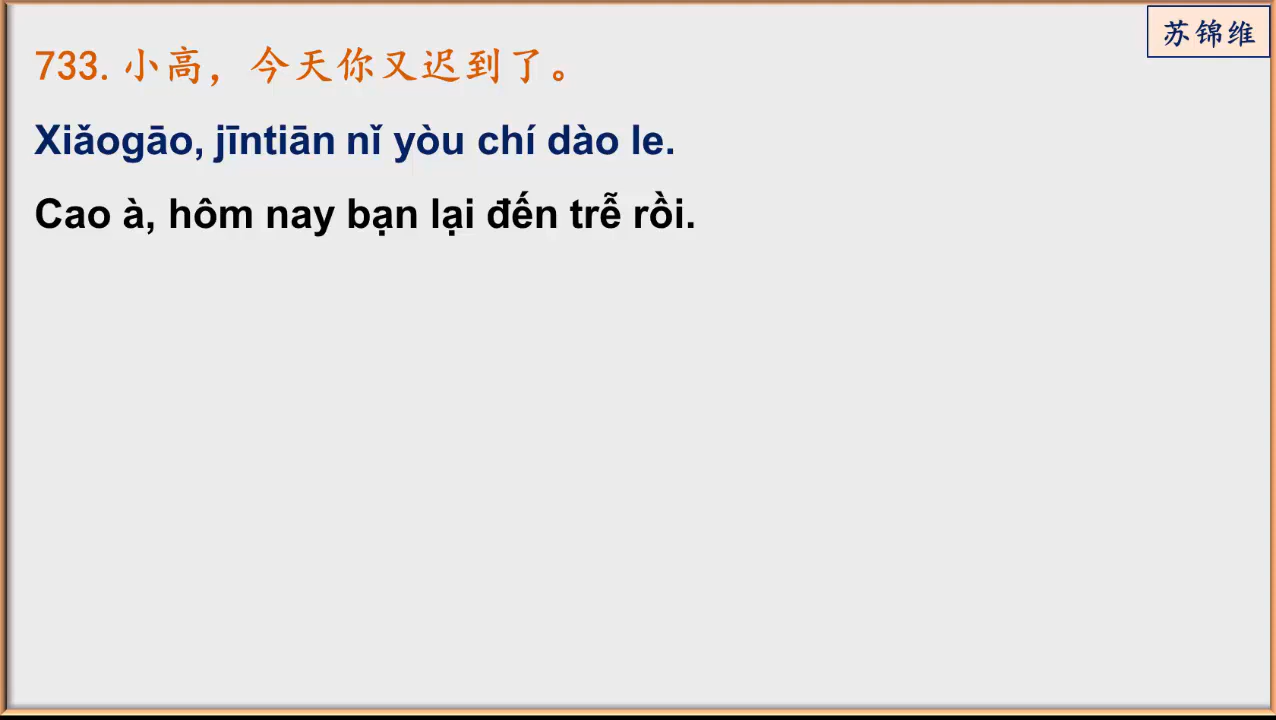 苏锦维
733. 小高，今天你又迟到了。
Xiǎogāo, jīntiān nǐ yòu chí dào le.
Cao à, hôm nay bạn lại đến trễ rồi.